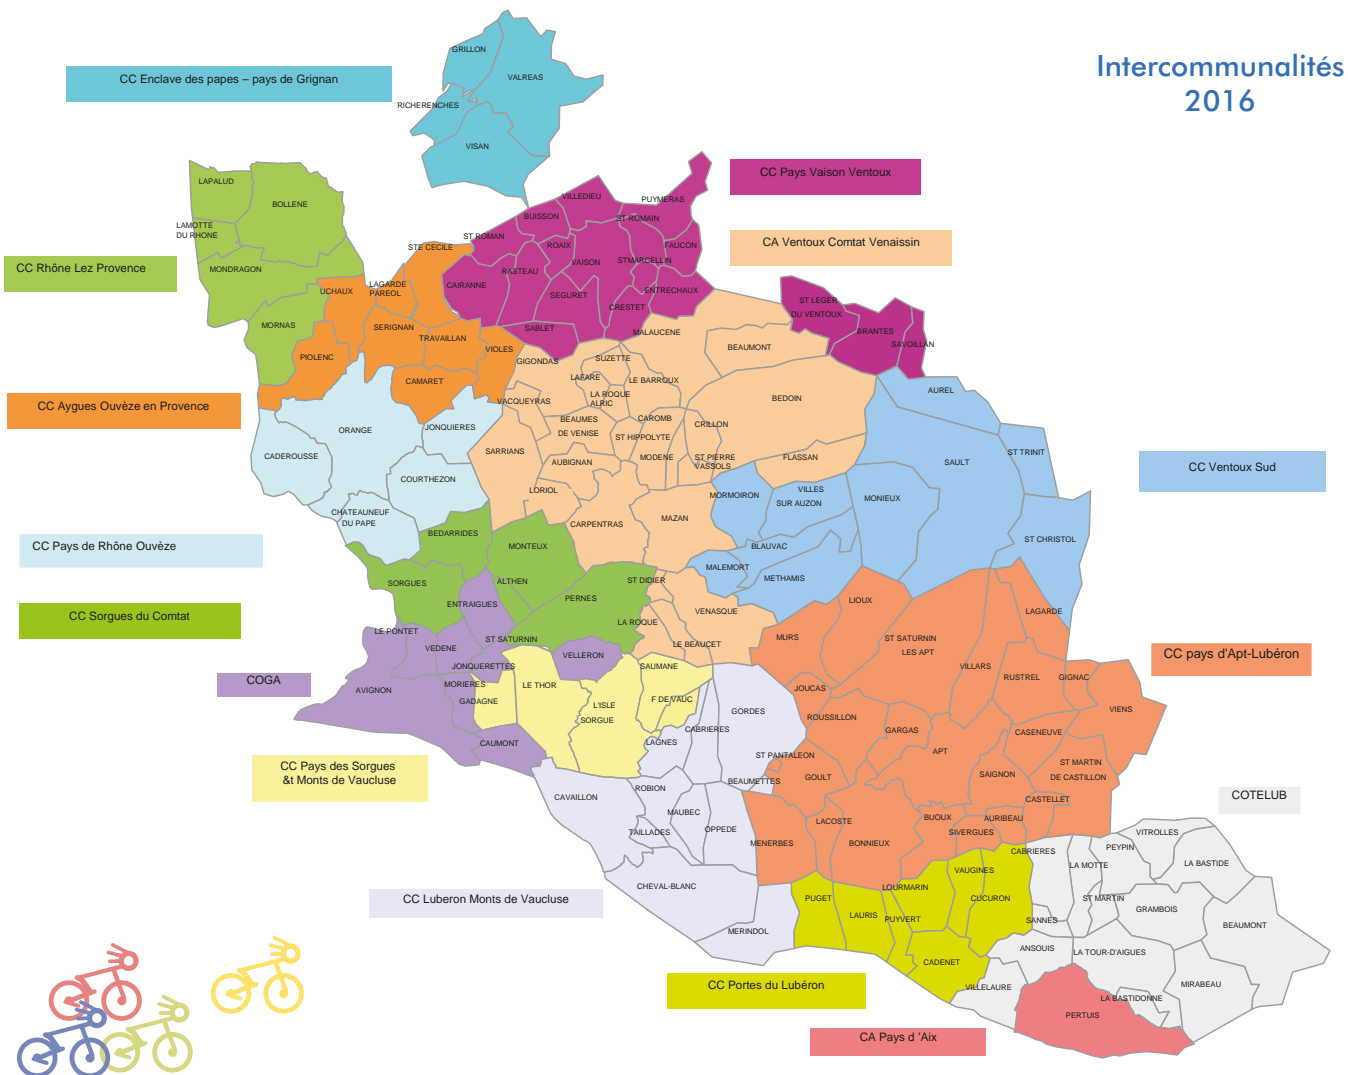 Intercommunalités
2016
CC Enclave des papes – pays de Grignan
GRILLON
VALREAS
RICHERENCHES
VISAN
CC Pays Vaison Ventoux
CA Ventoux Comtat Venaissin
CC Rhône Lez Provence
LAPALUD
BOLLENE
LAMOTTE
DU RHONE
MONDRAGON
MORNAS
VILLEDIEU
PUYMERAS
BUISSON
ST ROMAIN
ST ROMAN
ROAIX
FAUCON
RASTEAU
VAISON
ST MARCELLIN
CAIRANNE
SEGURET
ENTRECHAUX
CRESTET
SABLET
ST LEGER
DU VENTOUX
BRANTES
SAVOILLAN
STE CECILE
UCHAUX
LAGARDE
PAREOL
SERIGNAN
TRAVAILLAN
VIOLES
PIOLENC
CAMARET
CC Aygues Ouvèze en Provence
MALAUCENE
BEAUMONT
GIGONDAS
SUZETTE
LAFARE
LE BARROUX
LA ROQUE
ALRIC
BEDOIN
VACQUEYRAS
BEAUMES
DE VENISE
CAROMB
CRILLON
ST HIPPOLYTE
SARRIANS
AUBIGNAN
MODENE
ST PIERRE
VASSOLS
FLASSAN
LORIOL
CARPENTRAS
MAZAN
ORANGE
JONQUIERES
CADEROUSSE
COURTHEZON
CHATEAUNEUF
DU PAPE
CC Ventoux Sud
AUREL
ST TRINIT
SAULT
MORMOIRON
VILLES
SUR AUZON
MONIEUX
BLAUVAC
ST CHRISTOL
MALEMORT
METHAMIS
CC Pays de Rhône Ouvèze
BEDARRIDES
MONTEUX
SORGUES
ALTHEN
PERNES
ST DIDIER
VENASQUE
LA ROQUE
LE BEAUCET
CC Sorgues du Comtat
ENTRAIGUES
LE PONTET
VEDENE
ST SATURNIN
JONQUERETTES
VELLERON
COGA
AVIGNON
MORIERES
GADAGNE
CAUMONT
LE THOR
SAUMANE
L'ISLE
SORGUE
F DE VAUC
CC Pays des Sorgues
&t Monts de Vaucluse
LAGNES
CABRIERES
GORDES
BEAUMETTES
CAVAILLON
ROBION
MAUBEC
TAILLADES
OPPEDE
CHEVAL-BLANC
MERINDOL
CC Luberon Monts de Vaucluse
CC pays d'Apt-Lubéron
MURS
LIOUX
LAGARDE
ST SATURNIN
LES APT
VILLARS
RUSTREL
GIGNAC
VIENS
JOUCAS
ROUSSILLON
GARGAS
CASENEUVE
ST PANTALEON
APT
GOULT
SAIGNON
ST MARTIN
DE CASTILLON
CASTELLET
LACOSTE
BUOUX
AURIBEAU
SIVERGUES
MENERBES
BONNIEUX
COTELUB
VITROLLES
CABRIERES
PEYPIN
LA MOTTE
LA BASTIDE
ST MARTIN
GRAMBOIS
SANNES
BEAUMONT
ANSOUIS
LA TOUR-D'AIGUES
VILLELAURE
MIRABEAU
LA BASTIDONNE
PERTUIS
PUGET
LAURIS
LOURMARIN
VAUGINES
CUCURON
PUYVERT
CADENET
CC Portes du Lubéron
CA Pays d 'Aix